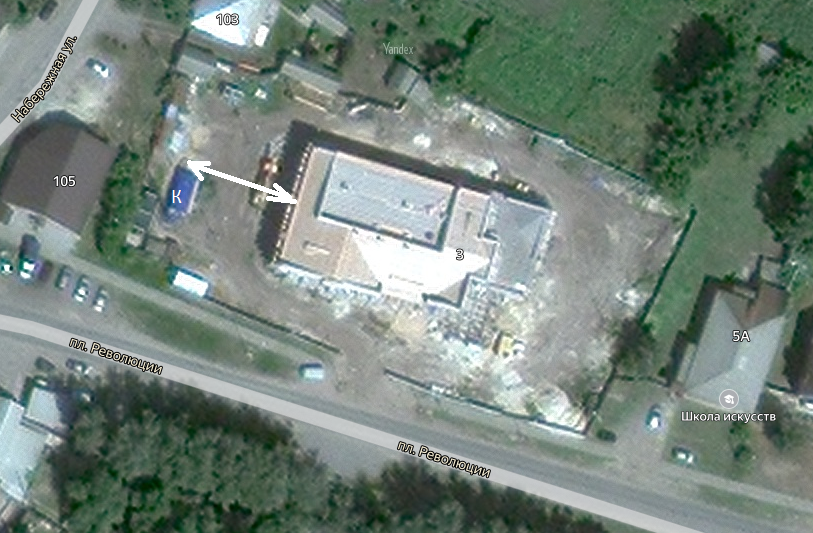 103
Yandex
Набережная ул.
105
К
3
5А
Школа искусств
пл. Революции
пл. Революции